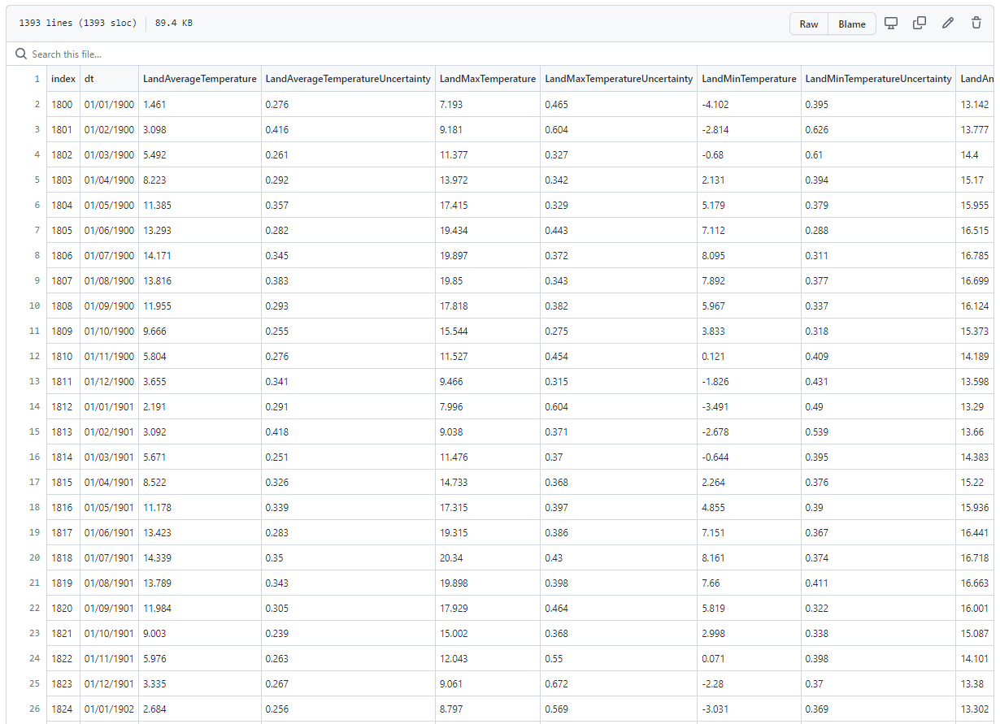 1393 lines (1393 sloc) 89.4 KB Raw Blame
Search this file...
1 index dt LandAverageTemperature LandAverageTemperatureUncertainty LandMaxTemperature LandMaxTemperatureUncertainty LandMinTemperature LandMinTemperatureUncertainty LandAn
2 1800 01/01/1900 1.461 0.276 7.193 0.465 -4.102 0.395 13.142
3 1801 01/02/1900 3.098 0.416 9.181 0.604 -2.814 0.626 13.777
4 1802 01/03/1900 5.492 0.261 11.377 0.327 -0.68 0.61 14.4
5 1803 01/04/1900 8.223 0.292 13.972 0.342 2.131 0.394 15.17
6 1804 01/05/1900 11.385 0.357 17.415 0.329 5.179 0.379 15.955
7 1805 01/06/1900 13.293 0.282 19.434 0.443 7.112 0.288 16.515
8 1806 01/07/1900 14.171 0.345 19.897 0.372 8.095 0.311 16.785
9 1807 01/08/1900 13.816 0.383 19.85 0.343 7.892 0.377 16.699
10 1808 01/09/1900 11.955 0.293 17.818 0.382 5.967 0.337 16.124
11 1809 01/10/1900 9.666 0.255 15.544 0.275 3.833 0.318 15.373
12 1810 01/11/1900 5.804 0.276 11.527 0.454 0.121 0.409 14.189
13 1811 01/12/1900 3.655 0.341 9.466 0.315 -1.826 0.431 13.598
14 1812 01/01/1901 2.191 0.291 7.996 0.604 -3.491 0.49 13.29
15 1813 01/02/1901 3.092 0.418 9.038 0.371 -2.678 0.539 13.66
16 1814 01/03/1901 5.671 0.251 11.476 0.37 -0.644 0.395 14.383
17 1815 01/04/1901 8.522 0.326 14.733 0.368 2.264 0.376 15.22
18 1816 01/05/1901 11.178 0.339 17.315 0.397 4.855 0.39 15.936
19 1817 01/06/1901 13.423 0.283 19.315 0.386 7.151 0.367 16.441
20 1818 01/07/1901 14.339 0.35 20.34 0.43 8.161 0.374 16.718
21 1819 01/08/1901 13.789 0.343 19.898 0.398 7.66 0.411 16.663
22 1820 01/09/1901 11.984 0.305 17.929 0.464 5.819 0.322 16.001
23 1821 01/10/1901 9.003 0.239 15.002 0.368 2.998 0.338 15.087
24 1822 01/11/1901 5.976 0.263 12.043 0.55 0.071 0.398 14.101
25 1823 01/12/1901 3.335 0.267 9.061 0.672 -2.28 0.37 13.38
26 1824 01/01/1902 2.684 0.256 8.797 0.569 -3.031 0.369 13.302